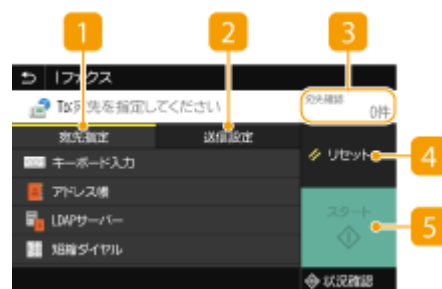 1 2 3
Iファクス
Tx:宛先を指定してください 宛先確認
0件
宛先指定 送信設定
キーボード入力 リセット 4
アドレス帳
LDAPサーバー スタート 5
短縮ダイヤル
状況確認